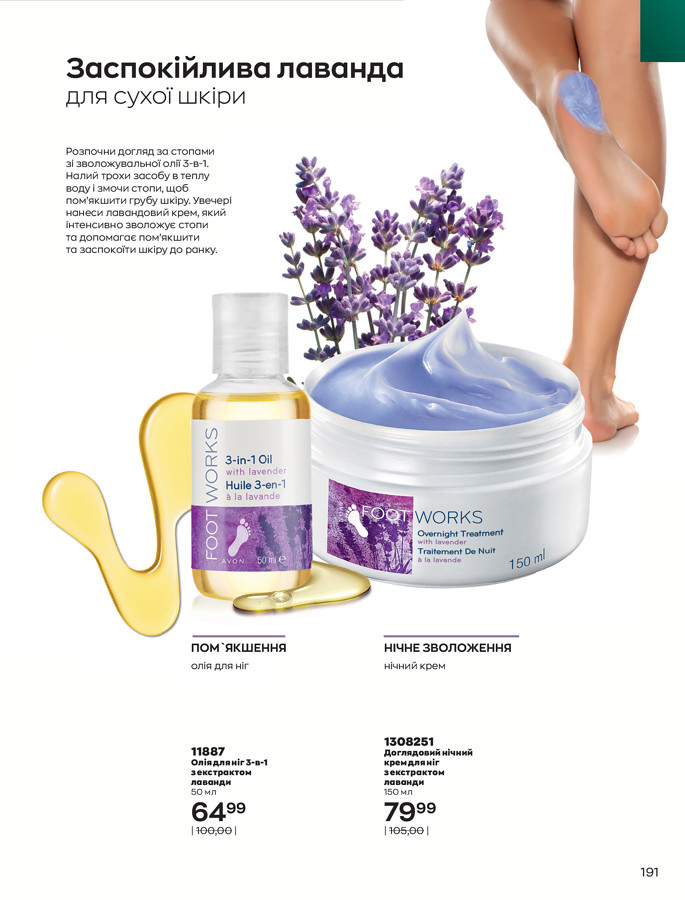 Заспокійлива лаванда
для сухої шкіри
Розпочни догляд за стопами
зі зволожувальної олії 3-в-1.
Налий трохи засобу в теплу
воду і змочи стопи, щоб
пом'якшити грубу шкіру. Увечері
нанеси лавандовий крем, який
інтенсивно зволожує стопи
та допомагає пом'якшити
та заспокоїти шкіру до ранку.
FOOT WORKS
3-in-1 Oil
with lavender
Huile 3-en-1
à la lavande
AVON
50 ml e
FOOT WORKS
Overnight Treatment
with lavender
Traitement De Nuit
à la lavande
150 ml
ПОМ`ЯКШЕННЯ
олія для ніг
11887
Олія для ніг 3-в-1
з екстрактом
лаванди
50 мл
6499
| 100,00 |
НІЧНЕ ЗВОЛОЖЕННЯ
нічний крем
1308251
Доглядовий нічний
крем для ніг
з екстрактом
лаванди
150 мл
7999
| 105,00 |
191